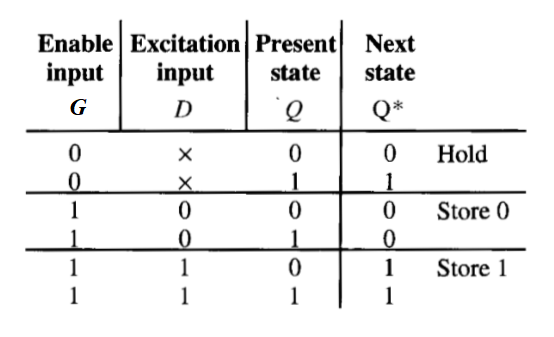 Enable Excitation Present Next
input input state state
G D Q Q*
0 × 0 0 Hold
0 × 1 1
1 0 0 0 Store 0
1 0 1 0
1 1 0 1 Store 1
1 1 1 1